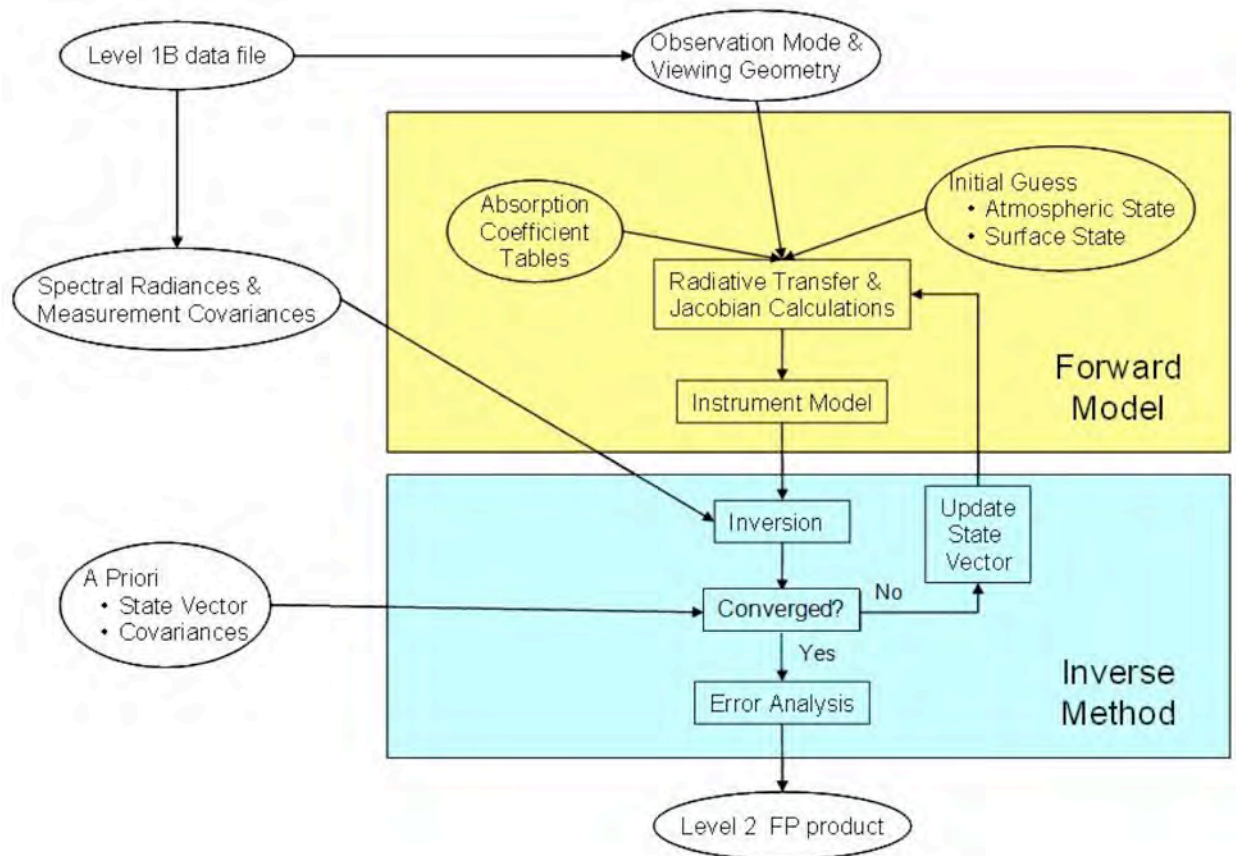 Level 1B data file
Observation Mode &
Viewing Geometry
Absorption
Coefficient
Tables
Initial Guess
• Atmospheric State
• Surface State
Spectral Radiances &
Measurement Covariances
Radiative Transfer &
Jacobian Calculations
Forward
Model
Instrument Model
Inversion
Update
State
Vector
A Priori
• State Vector
• Covariances
Converged?
No
Yes
Error Analysis
Inverse
Method
Level 2 FP product